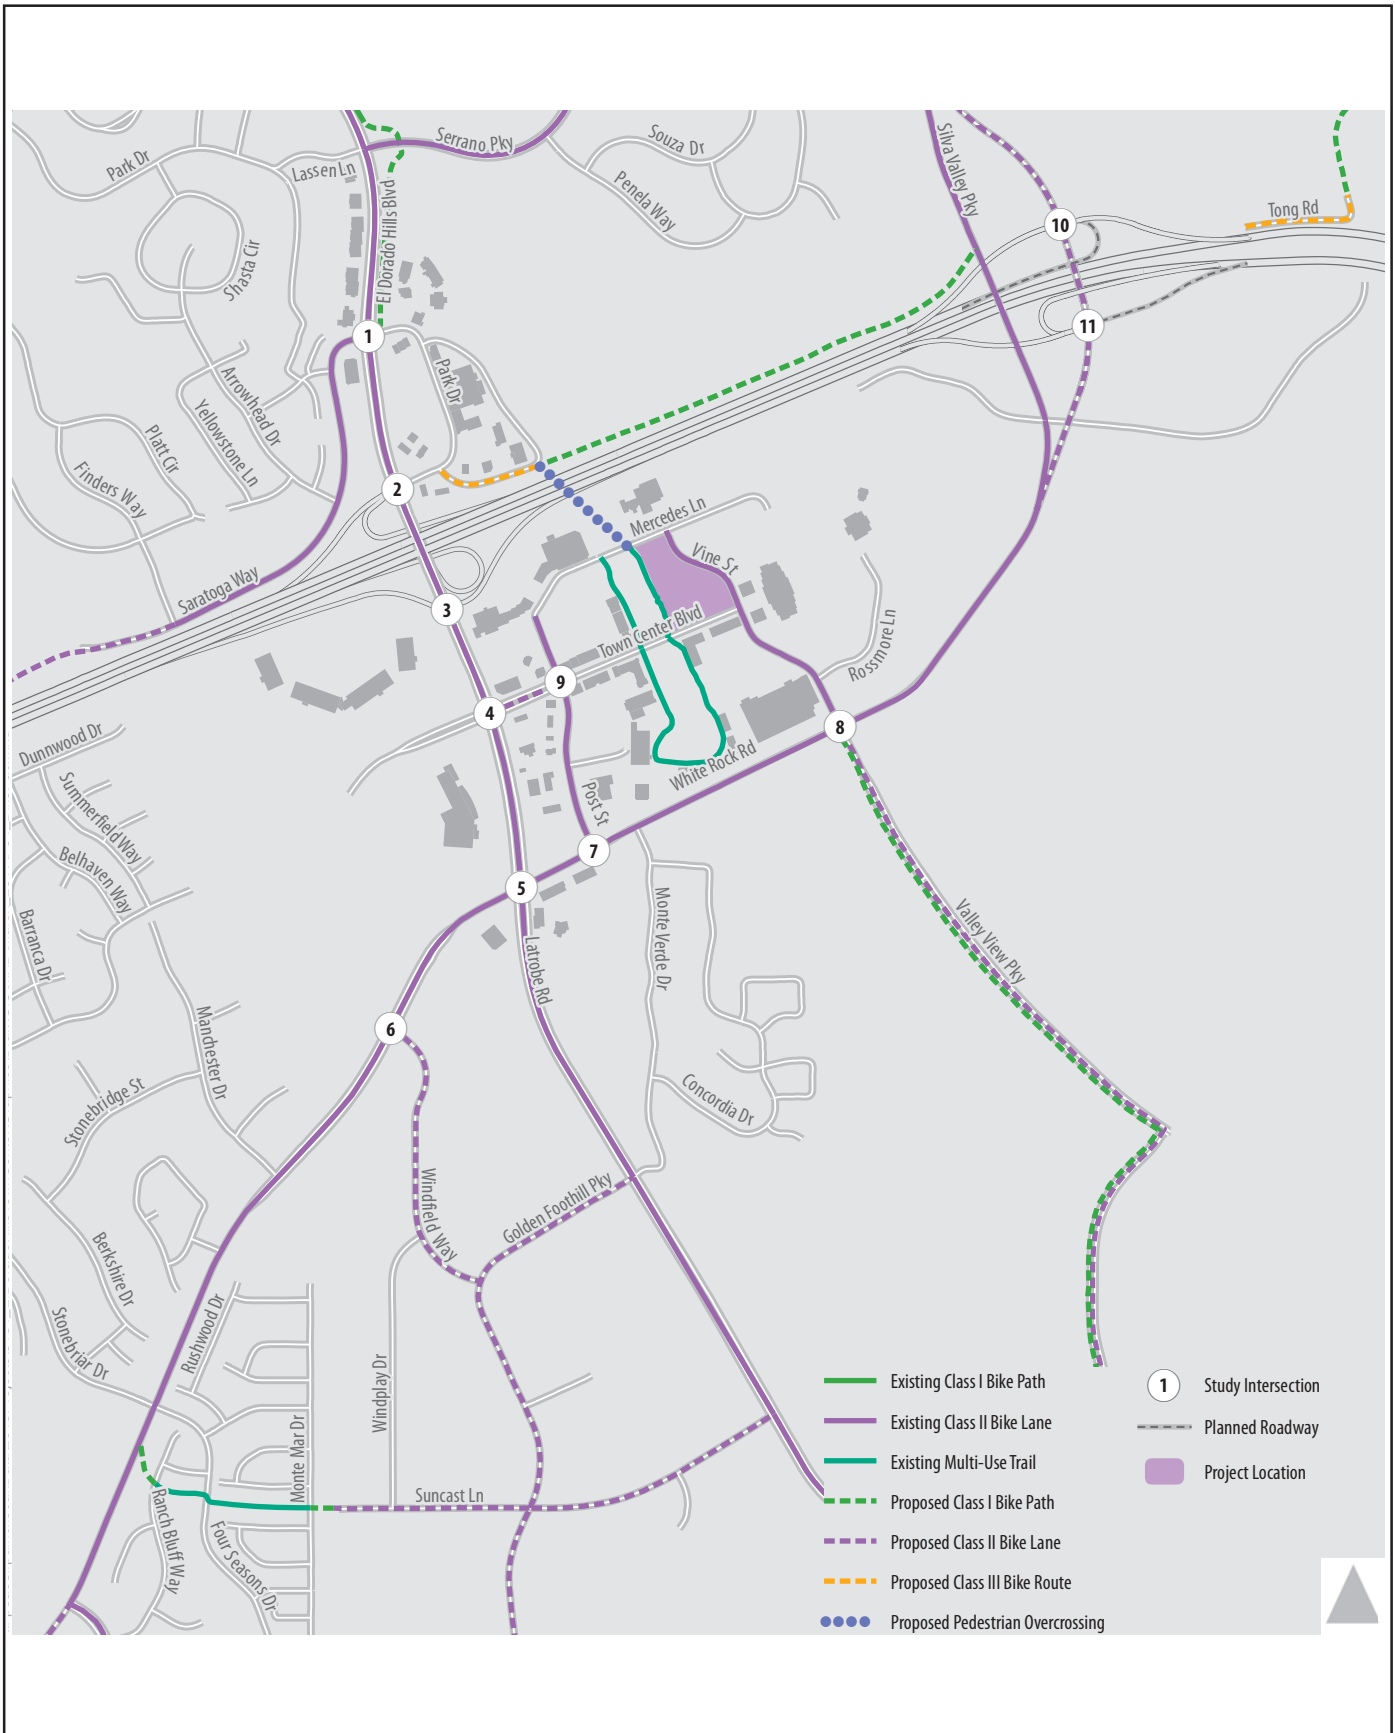 Serrano Pky
Souza Dr
Silva Valley Pky
Park Dr
Lassen Ln
Penela Way
El Dorado Hills Blvd
Tong Rd
10
Shasta Cir
11
1
Park Dr
Arrowhead Dr
Yellowstone Ln
Platt Cir
Finders Way
2
Mercedes Ln
Vine St
Saratoga Way
3
Town Center Blvd
Rossmore Ln
9
4
8
Dunnwood Dr
White Rock Rd
Summerfield Way
Post St
7
Belhaven Way
5
Monte Verde Dr
Barranca Dr
Latrobe Rd
Valley View Pky
6
Manchester Dr
Stonebridge St
Concordia Dr
Windfield Way
Golden Foothill Pky
Berkshire Dr
Stonebriar Dr
Rushwood Dr
Windplay Dr
Monte Mar Dr
Suncast Ln
Ranch Bluff Way
Four Seasons Dr
Existing Class I Bike Path
Existing Class II Bike Lane
Existing Multi-Use Trail
Proposed Class I Bike Path
Proposed Class II Bike Lane
Proposed Class III Bike Route
Proposed Pedestrian Overcrossing
1 Study Intersection
Planned Roadway
Project Location